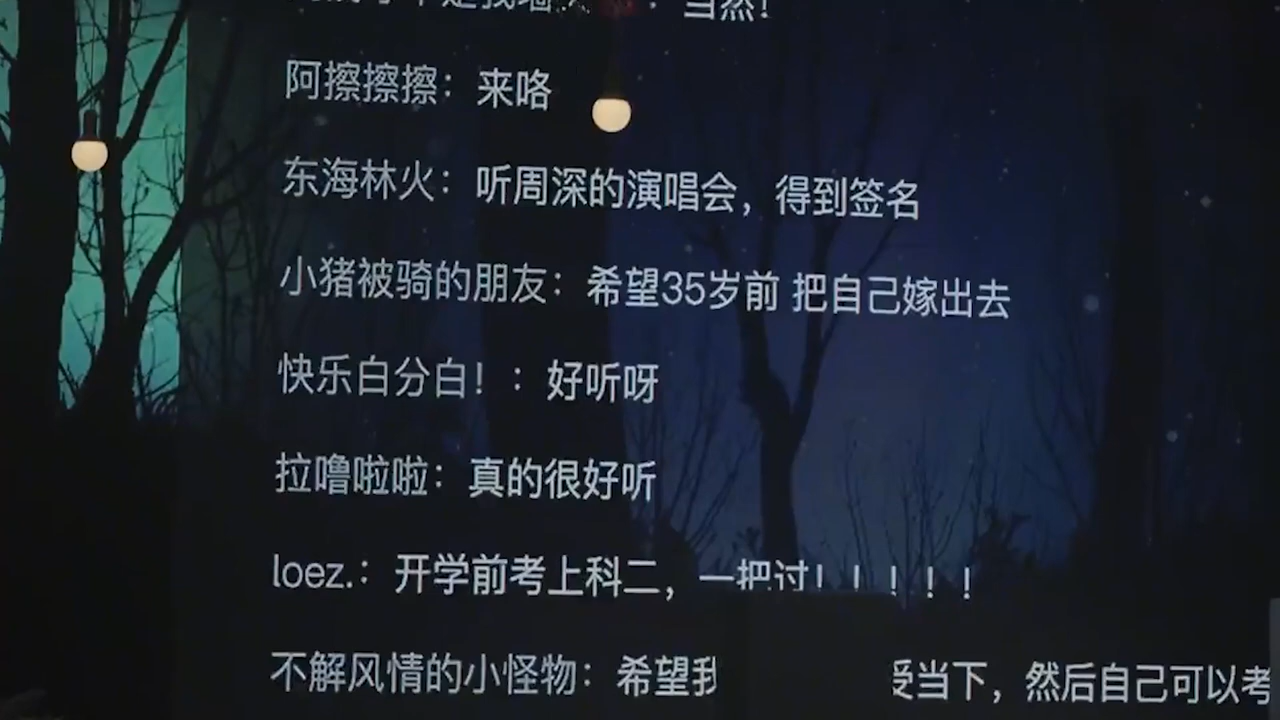 当然!
阿擦擦擦：来咯
东海林火：听周深的演唱会，得到签名
小猪被骑的朋友：希望35岁前 把自己嫁出去
快乐白分白！：好听呀
拉噜啦啦：真的很好听
loez.：开学前考上科二，一把过！！！！！
不解风情的小怪物：希望我 受当下，然后自己可以考